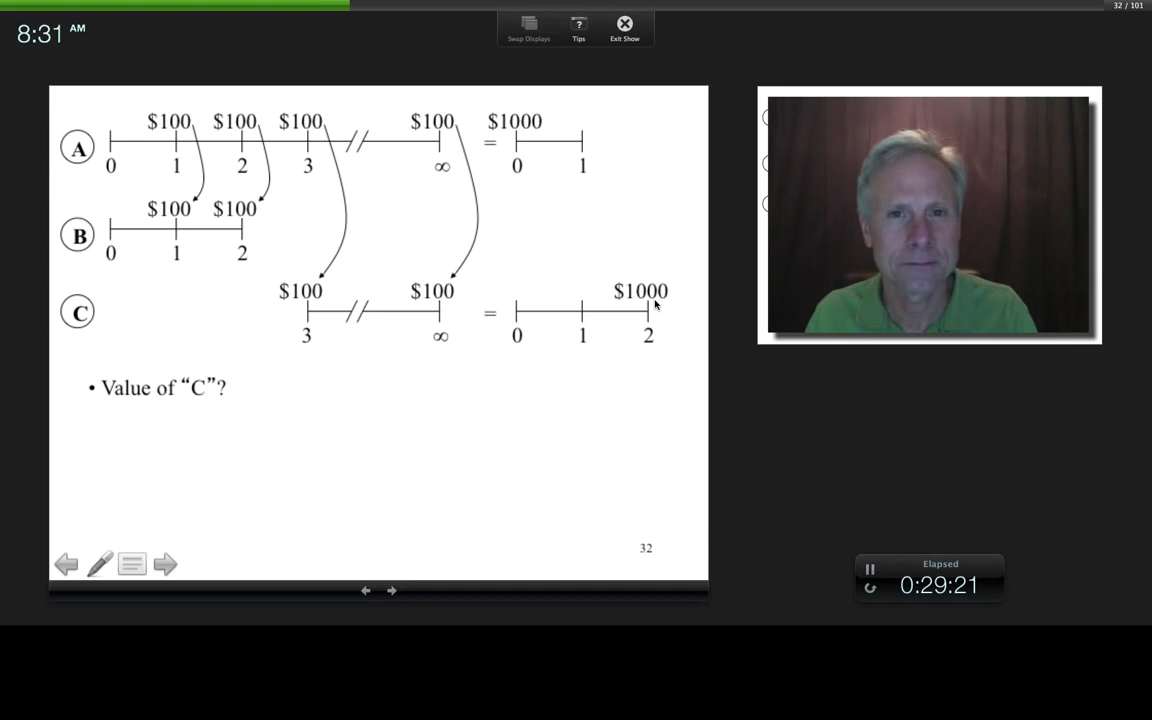 32 / 101
8:31 AM
Swap Displays Tips Exit Show
$100 $100 $100 $100 $1000
A // =
0 1 2 3 ∞ 0 1
$100 $100
B
0 1 2
$100 $100 $1000
C // =
3 ∞ 0 1 2
• Value of “C”?
32
Elapsed
0:29:21